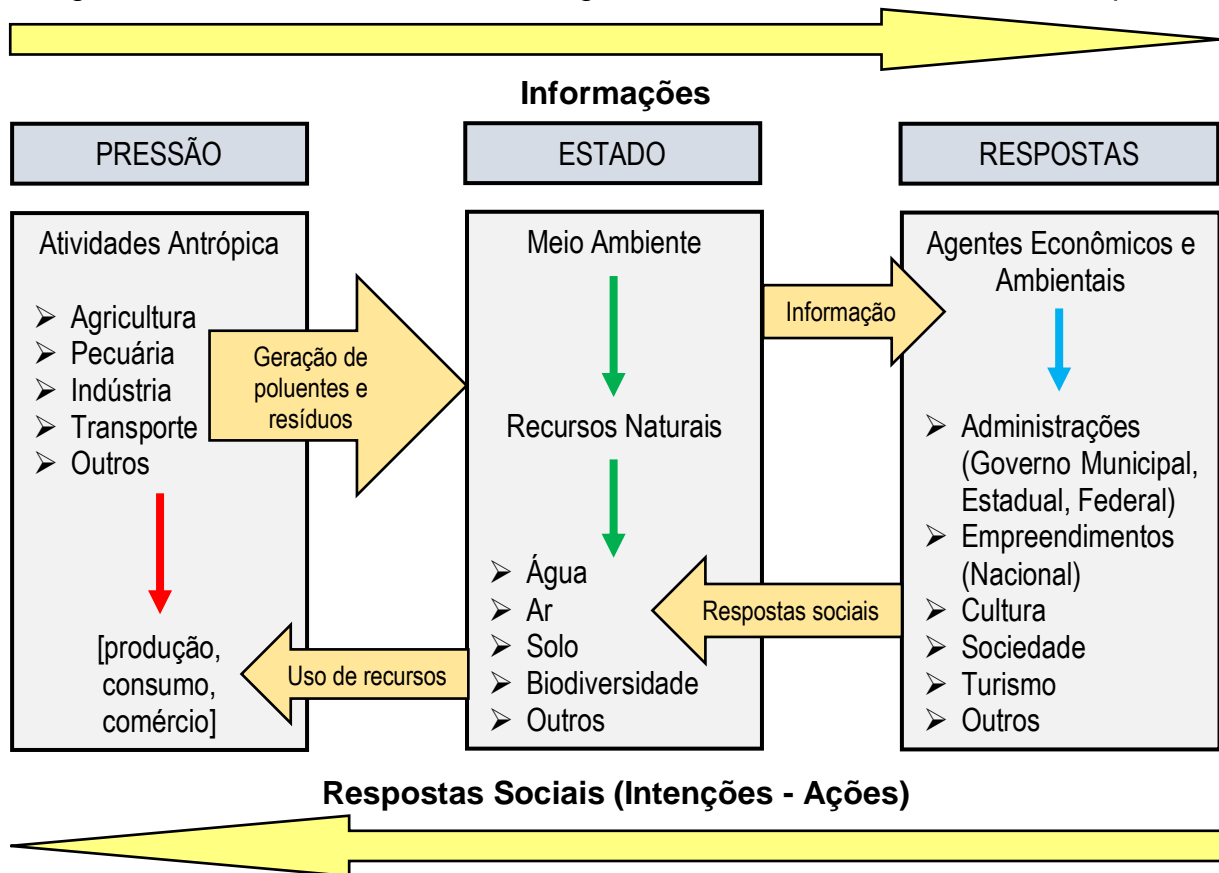 Informações
PRESSÃO
ESTADO
RESPOSTAS
Atividades Antrópica
➢ Agricultura
➢ Pecuária
➢ Indústria
➢ Transporte
➢ Outros
[produção,
consumo,
comércio]
Geração de
poluentes e
resíduos
Uso de recursos
Meio Ambiente
Recursos Naturais
➢ Água
➢ Ar
➢ Solo
➢ Biodiversidade
➢ Outros
Informação
Respostas sociais
Agentes Econômicos e
Ambientais
➢ Administrações
(Governo Municipal,
Estadual, Federal)
➢ Empreendimentos
(Nacional)
➢ Cultura
➢ Sociedade
➢ Turismo
➢ Outros
Respostas Sociais (Intenções - Ações)